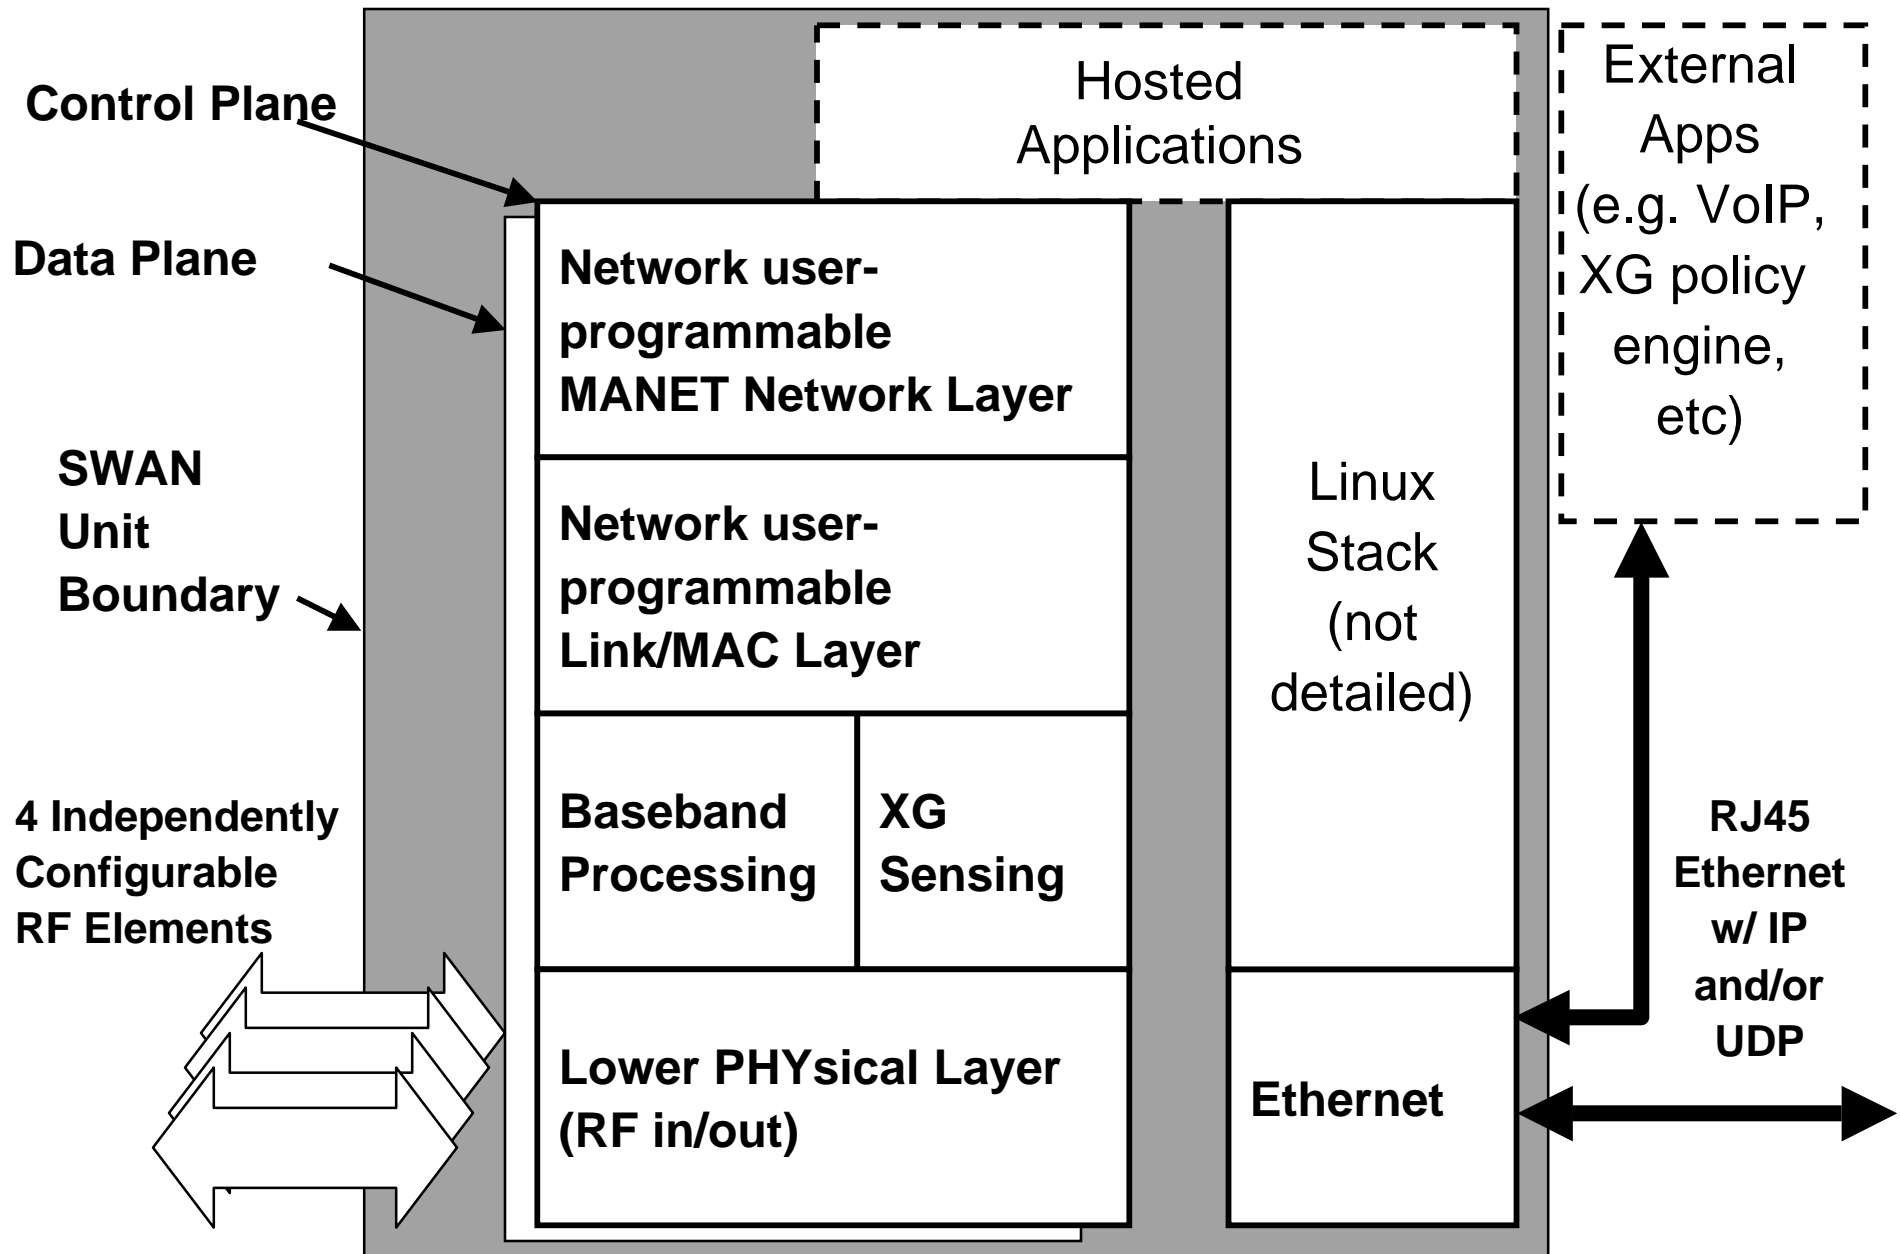 Hosted
Applications
External
Apps
(e.g. VoIP,
XG policy
engine,
etc)
Control Plane
Data Plane
SWAN
Unit
Boundary
4 Independently
Configurable
RF Elements
Network user-
programmable
MANET Network Layer
Network user-
programmable
Link/MAC Layer
Baseband
Processing
XG
Sensing
Lower PHYsical Layer
(RF in/out)
Linux
Stack
(not
detailed)
Ethernet
RJ45
Ethernet
w/ IP
and/or
UDP